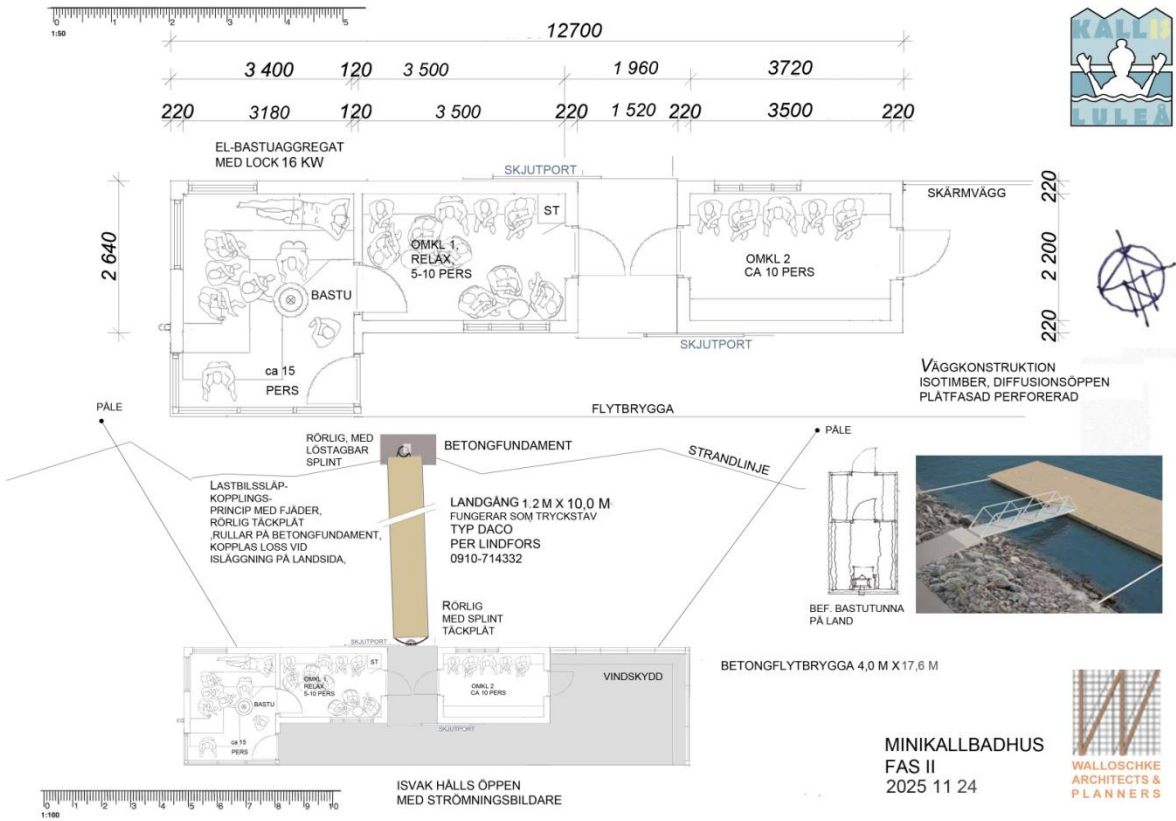 0 1 2 3 4 5
1:50
12700
3 400 120 3 500 1 960 3720
220 3180 120 3 500 220 1 520 220 3500 220
KALLIS
LULEÅ
EL-BASTUAGGREGAT
MED LOCK 16 KW
SKJUTPORT
SKÄRMVÄGG
220
2 640
2 200
220
ST
OMKL 1,
RELAX,
5-10 PERS
OMKL 2
CA 10 PERS
BASTU
SKJUTPORT
ca 15
PERS
VÄGGKONSTRUKTION
ISOTIMBER, DIFFUSIONSÖPPEN
PLÅTFASAD PERFORERAD
FLYTBRYGGA
PÅLE
PÅLE
RÖRLIG, MED
LÖSTAGBAR
SPLINT
BETONGFUNDAMENT
STRANDLINJE
LASTBILSSLÄP-
KOPPLINGS-
PRINCIP MED FJÄDER,
RÖRLIG TÄCKPLÅT
,RULLAR PÅ BETONGFUNDAMENT,
KOPPLAS LOSS VID
ISLÄGGNING PÅ LANDSIDA,
LANDGÅNG 1.2 M X 10,0 M
FUNGERAR SOM TRYCKSTAV
TYP DACO
PER LINDFORS
0910-714332
RÖRLIG
MED SPLINT
TÄCKPLÅT
BEF. BASTUTUNNA
PÅ LAND
SKJUTPORT
ST
OMKL 1,
RELAX,
5-10 PERS
OMKL 2
CA 10 PERS
BASTU
VINDSKYDD
BETONGFLYTBRYGGA 4,0 M X 17,6 M
SKJUTPORT
ca 15
PERS
MINIKALLBADHUS
FAS II
2025 11 24
WALLOSCHKE
ARCHITECTS &
PLANNERS
ISVAK HÅLLS ÖPPEN
MED STRÖMNINGSBILDARE
0 1 2 3 4 5 6 7 8 9 10
1:100